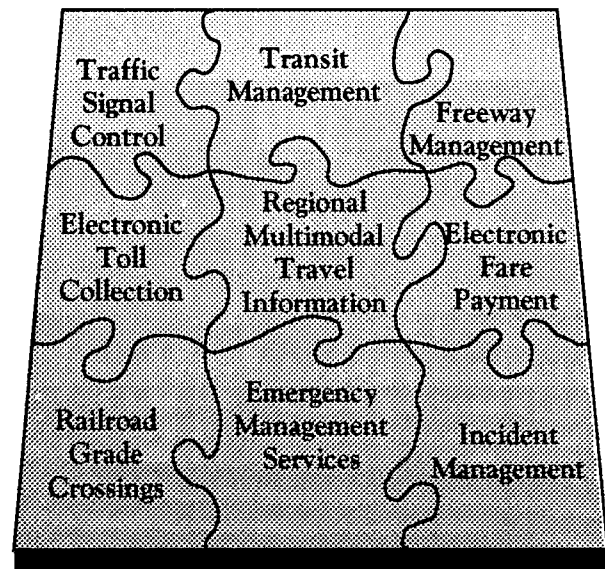 Traffic
Signal
Control
Transit
Management
Freeway
Management
Electronic
Toll
Collection
Regional
Multimodal
Travel
Information
Electronic
Fare
Payment
Railroad
Grade
Crossings
Emergency
Management
Services
Incident
Management